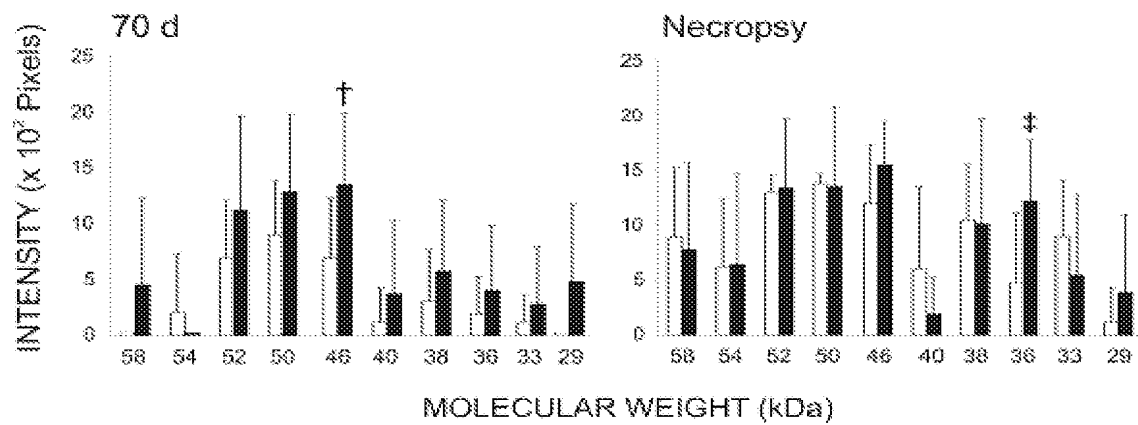 70 d
Necropsy
INTENSITY (x 10² Pixels)
25
20
15
10
5
0
†
58 54 52 50 46 40 38 36 33 29
25
20
15
10
5
0
‡
58 54 52 50 46 40 38 36 33 29
MOLECULAR WEIGHT (kDa)